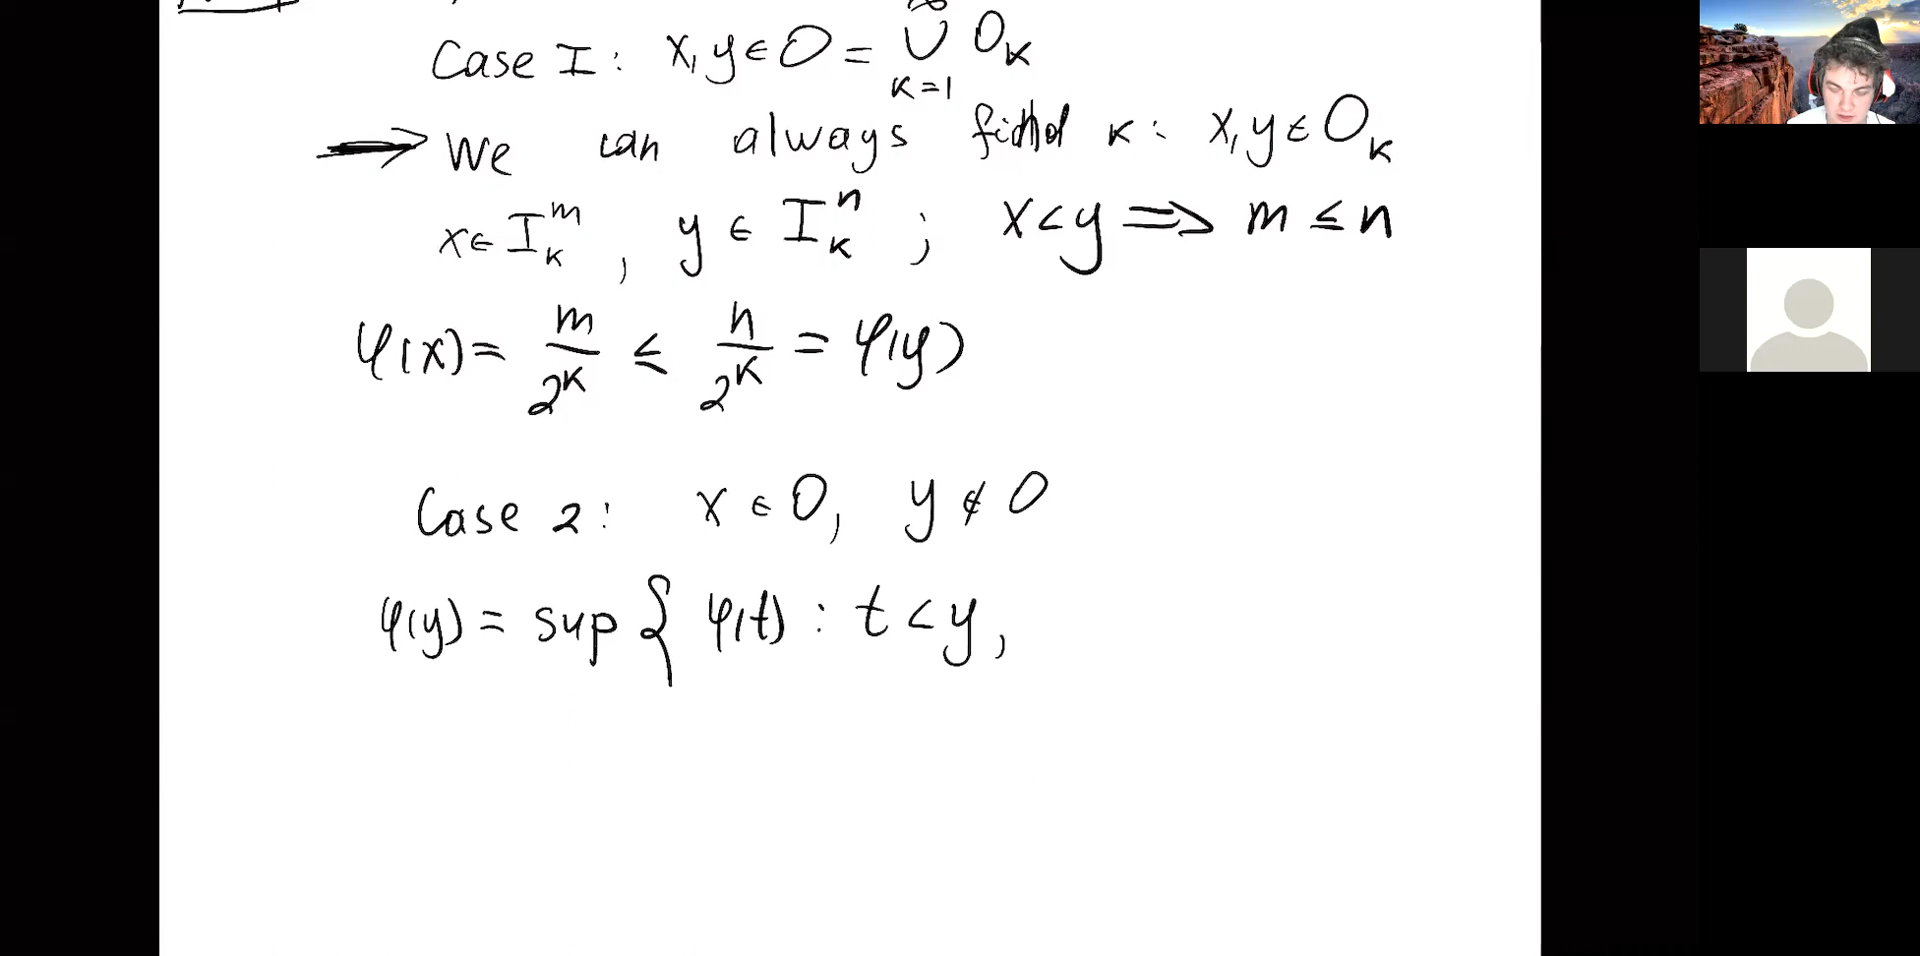 Case I: x, y ∈ O = ∞ ∪ K=1 O_K
We can always find K: x, y ∈ O_K
x ∈ I_K^m, y ∈ I_K^n ; x < y ⟹ m ≤ n
φ(x) = m/2^K ≤ n/2^K = φ(y)
Case 2: x ∈ O, y ∉ O
φ(y) = sup { φ(t) : t < y,